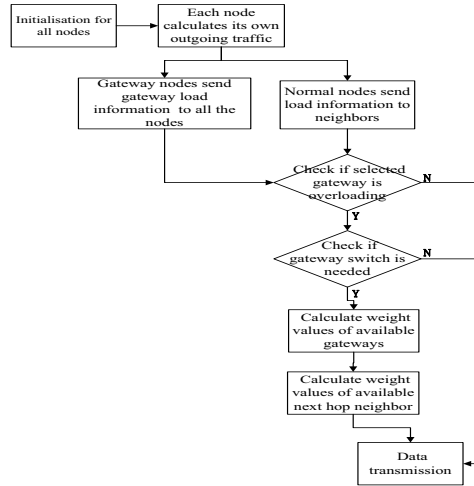 Initialisation for
all nodes
Each node
calculates its own
outgoing traffic
Gateway nodes send
gateway load
information to all the
nodes
Normal nodes send
load information to
neighbors
Check if selected
gateway is
overloading
N
Y
Check if
gateway switch is
needed
N
Y
Calculate weight
values of available
gateways
Calculate weight
values of available
next hop neighbor
Data
transmission